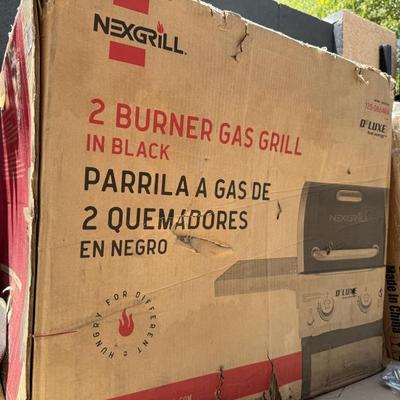 NEXGRILL
2 BURNER GAS GRILL
IN BLACK
PARRILA A GAS DE
2 QUEMADORES
EN NEGRO
D'LUXE
NEXGRILL
D'LUXE
HUNGRY FOR DIFFERENT
Made in China